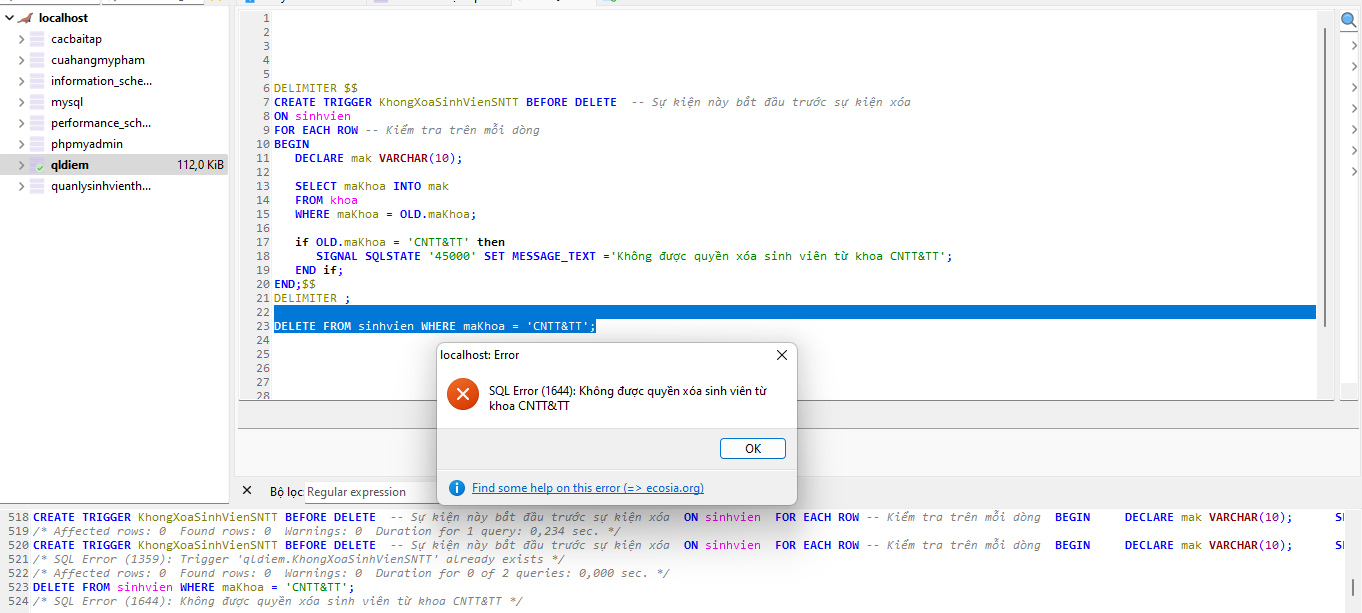 localhost
cacbaitap
cuahangmypham
information_sche...
mysql
performance_sch...
phpmyadmin
qldiem 112,0 KiB
quanlysinhvienth...
1
2
3
4
5
6 DELIMITER $$
7 CREATE TRIGGER KhongXoaSinhVienSNTT BEFORE DELETE -- Sự kiện này bắt đầu trước sự kiện xóa
8 ON sinhvien
9 FOR EACH ROW -- Kiểm tra trên mỗi dòng
10 BEGIN
11 DECLARE mak VARCHAR(10);
12
13 SELECT maKhoa INTO mak
14 FROM khoa
15 WHERE maKhoa = OLD.maKhoa;
16
17 if OLD.maKhoa = 'CNTT&TT' then
18 SIGNAL SQLSTATE '45000' SET MESSAGE_TEXT ='Không được quyền xóa sinh viên từ khoa CNTT&TT';
19 END if;
20 END;$$
21 DELIMITER ;
22
23 DELETE FROM sinhvien WHERE maKhoa = 'CNTT&TT';
24
25
26
27
28
localhost: Error
SQL Error (1644): Không được quyền xóa sinh viên từ
khoa CNTT&TT
OK
Find some help on this error (=> ecosia.org)
Bộ lọc Regular expression
518 CREATE TRIGGER KhongXoaSinhVienSNTT BEFORE DELETE -- Sự kiện này bắt đầu trước sự kiện xóa ON sinhvien FOR EACH ROW -- Kiểm tra trên mỗi dòng BEGIN DECLARE mak VARCHAR(10);
519 /* Affected rows: 0 Found rows: 0 Warnings: 0 Duration for 1 query: 0,234 sec. */
520 CREATE TRIGGER KhongXoaSinhVienSNTT BEFORE DELETE -- Sự kiện này bắt đầu trước sự kiện xóa ON sinhvien FOR EACH ROW -- Kiểm tra trên mỗi dòng BEGIN DECLARE mak VARCHAR(10);
521 /* SQL Error (1359): Trigger 'qldiem.KhongXoaSinhVienSNTT' already exists */
522 /* Affected rows: 0 Found rows: 0 Warnings: 0 Duration for 0 of 2 queries: 0,000 sec. */
523 DELETE FROM sinhvien WHERE maKhoa = 'CNTT&TT';
524 /* SQL Error (1644): Không được quyền xóa sinh viên từ khoa CNTT&TT */